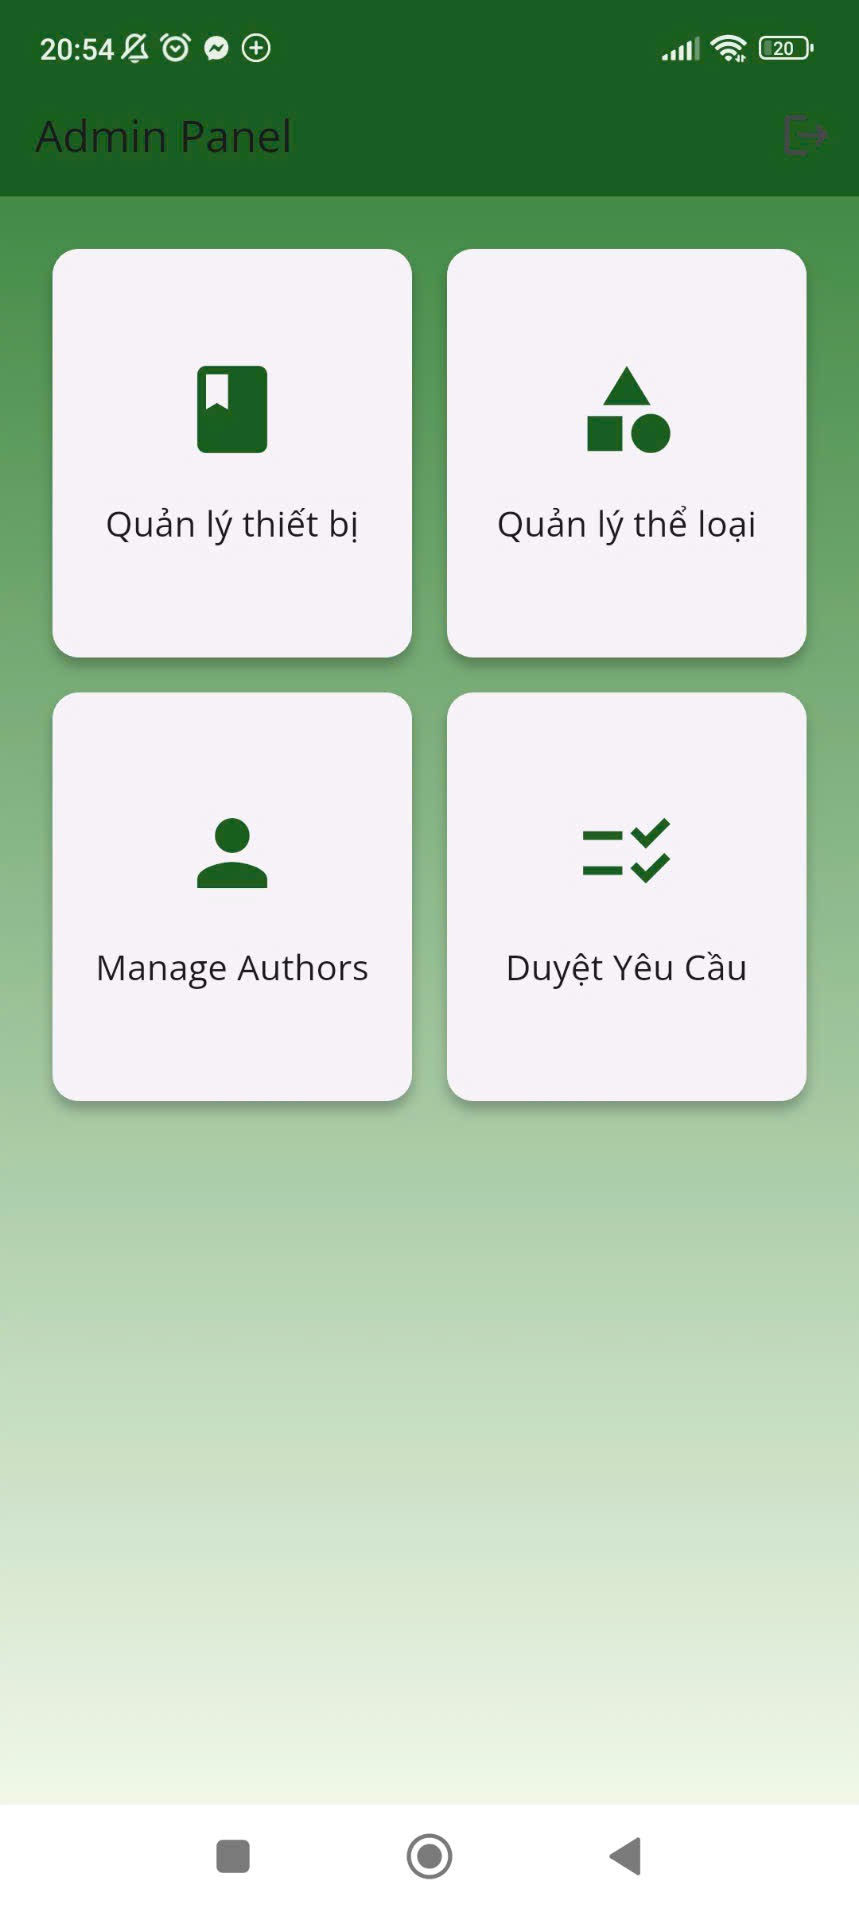 20:54
20
Admin Panel
Quản lý thiết bị
Quản lý thể loại
Manage Authors
Duyệt Yêu Cầu